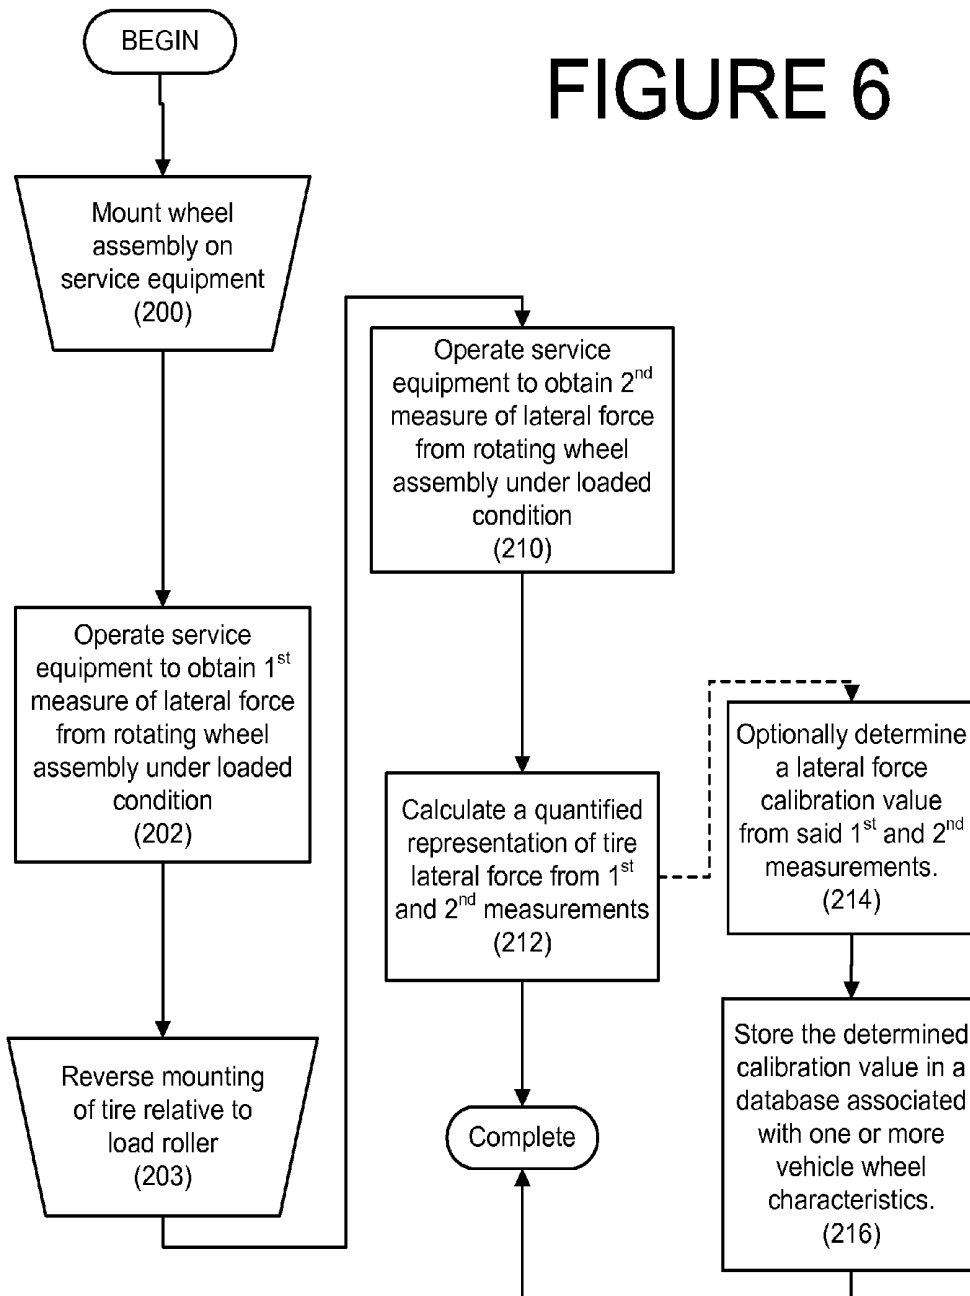 BEGIN
FIGURE 6
Mount wheel
assembly on
service equipment
(200)
Operate service
equipment to obtain 1st
measure of lateral force
from rotating wheel
assembly under loaded
condition
(202)
Reverse mounting
of tire relative to
load roller
(203)
Operate service
equipment to obtain 2nd
measure of lateral force
from rotating wheel
assembly under loaded
condition
(210)
Calculate a quantified
representation of tire
lateral force from 1st
and 2nd measurements
(212)
Complete
Optionally determine
a lateral force
calibration value
from said 1st and 2nd
measurements.
(214)
Store the determined
calibration value in a
database associated
with one or more
vehicle wheel
characteristics.
(216)